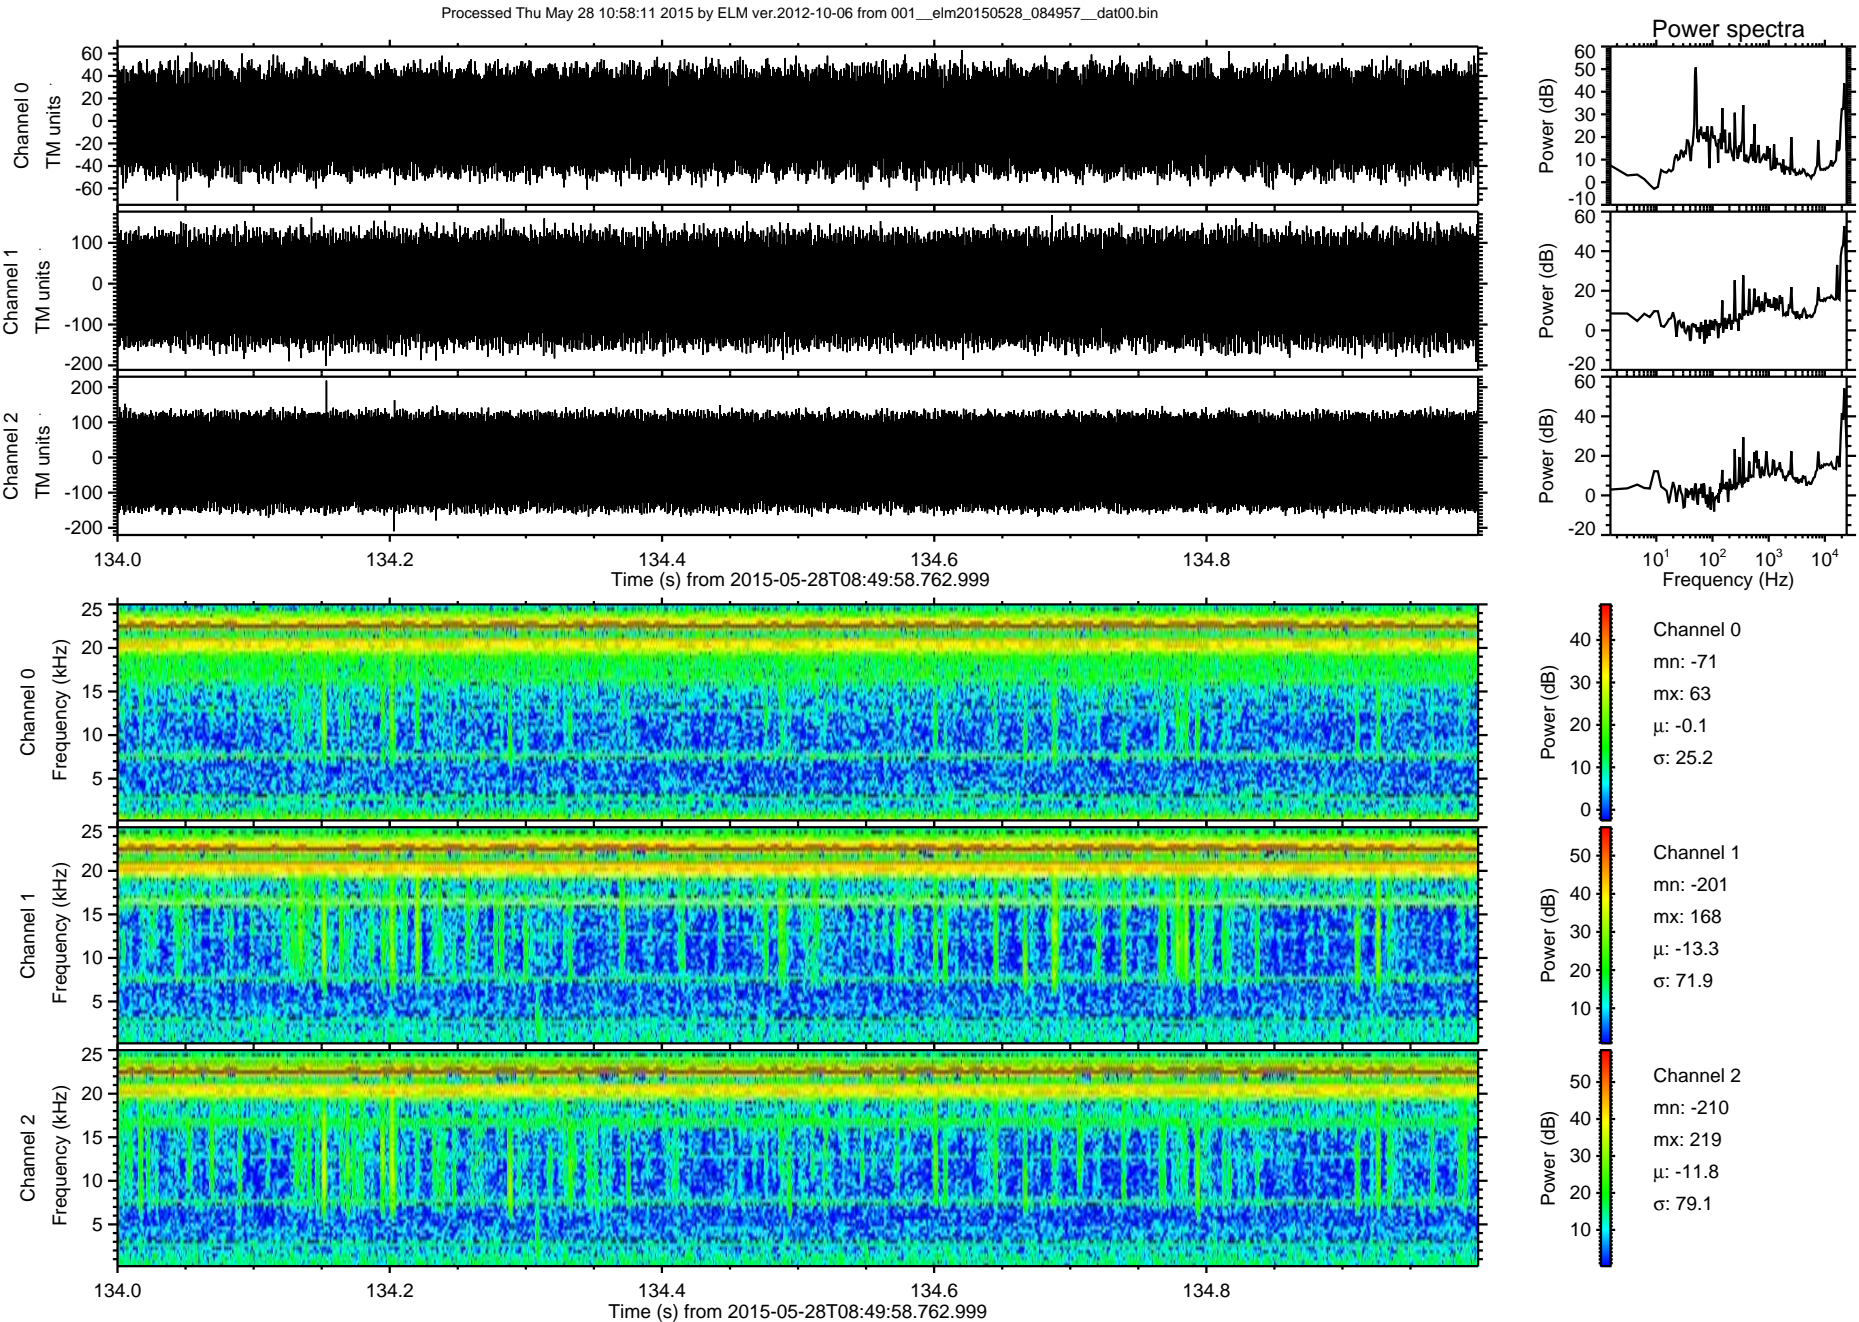 Processed Thu May 28 10:58:11 2015 by ELM ver.2012-10-06 from 001__elm20150528_084957__dat00.bin
Power spectra
Channel 0
TM units
60
40
20
0
-20
-40
-60
Power (dB)
60
50
40
30
20
10
0
-10
Channel 1
TM units
100
0
-100
-200
Power (dB)
60
40
20
0
-20
Channel 2
TM units
200
100
0
-100
-200
Power (dB)
60
40
20
0
-20
134.0 134.2 134.4 134.6 134.8
Time (s) from 2015-05-28T08:49:58.762.999
10¹ 10² 10³ 10⁴
Frequency (Hz)
Channel 0
Frequency (kHz)
25
20
15
10
5
Power (dB)
40
30
20
10
0
Channel 0
mn: -71
mx: 63
μ: -0.1
σ: 25.2
Channel 1
Frequency (kHz)
25
20
15
10
5
Power (dB)
50
40
30
20
10
Channel 1
mn: -201
mx: 168
μ: -13.3
σ: 71.9
Channel 2
Frequency (kHz)
25
20
15
10
5
Power (dB)
50
40
30
20
10
Channel 2
mn: -210
mx: 219
μ: -11.8
σ: 79.1
134.0 134.2 134.4 134.6 134.8
Time (s) from 2015-05-28T08:49:58.762.999